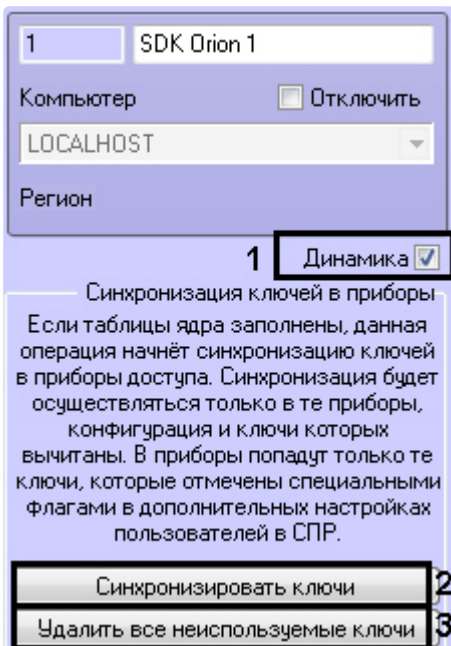 1 SDK Orion 1
Компьютер Отключить
LOCALHOST
Регион
1 Динамика
Синхронизация ключей в приборы
Если таблицы ядра заполнены, данная
операция начнёт синхронизацию ключей
в приборы доступа. Синхронизация будет
осуществляться только в те приборы,
конфигурация и ключи которых
вычитаны. В приборы попадут только те
ключи, которые отмечены специальными
флагами в дополнительных настройках
пользователей в СПР.
Синхронизировать ключи 2
Удалить все неиспользуемые ключи 3